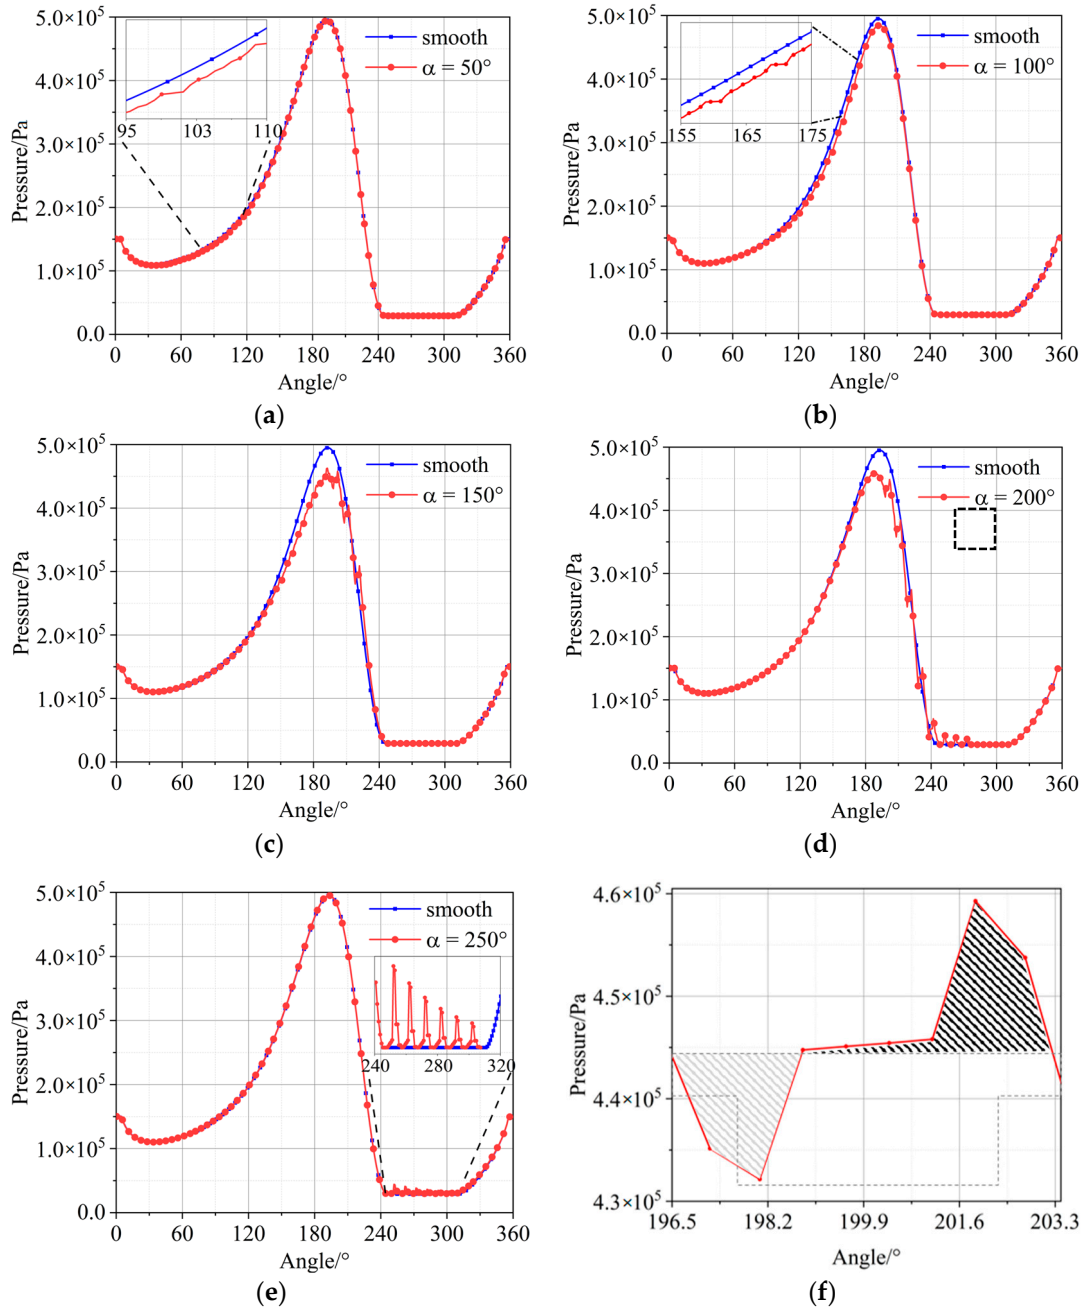 95 103 110
smooth
α = 50°
5.0×10⁵
4.0×10⁵
3.0×10⁵
2.0×10⁵
1.0×10⁵
0.0
Pressure/Pa
0 60 120 180 240 300 360
Angle/°
(a)
155 165 175
smooth
α = 100°
5.0×10⁵
4.0×10⁵
3.0×10⁵
2.0×10⁵
1.0×10⁵
0.0
Pressure/Pa
0 60 120 180 240 300 360
Angle/°
(b)
smooth
α = 150°
5.0×10⁵
4.0×10⁵
3.0×10⁵
2.0×10⁵
1.0×10⁵
0.0
Pressure/Pa
0 60 120 180 240 300 360
Angle/°
(c)
smooth
α = 200°
5.0×10⁵
4.0×10⁵
3.0×10⁵
2.0×10⁵
1.0×10⁵
0.0
Pressure/Pa
0 60 120 180 240 300 360
Angle/°
(d)
smooth
α = 250°
240 280 320
5.0×10⁵
4.0×10⁵
3.0×10⁵
2.0×10⁵
1.0×10⁵
0.0
Pressure/Pa
0 60 120 180 240 300 360
Angle/°
(e)
4.6×10⁵
4.5×10⁵
4.4×10⁵
4.3×10⁵
Pressure/Pa
196.5 198.2 199.9 201.6 203.3
Angle/°
(f)